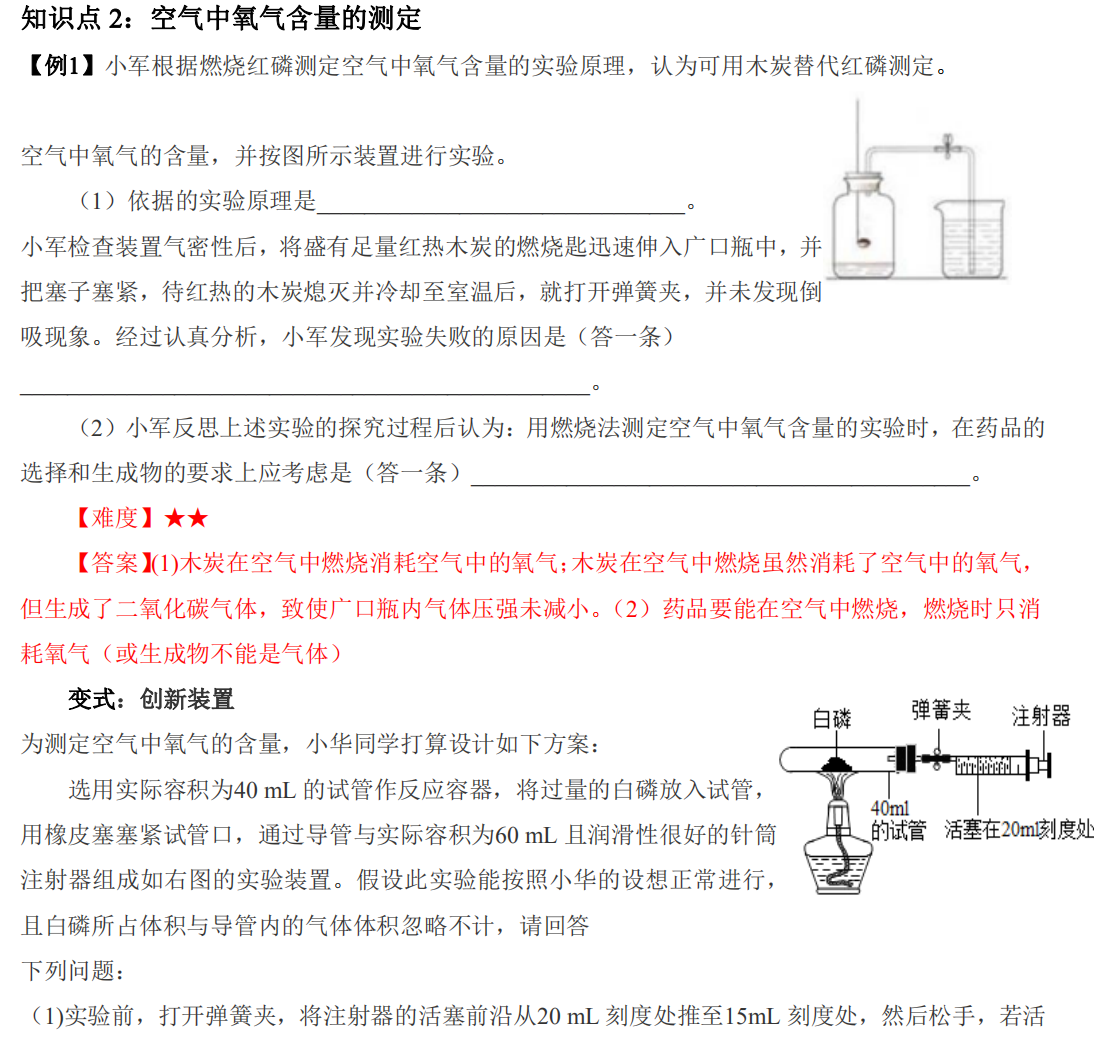 知识点 2：空气中氧气含量的测定
【例1】小军根据燃烧红磷测定空气中氧气含量的实验原理，认为可用木炭替代红磷测定。
空气中氧气的含量，并按图所示装置进行实验。
（1）依据的实验原理是_______________________________。
小军检查装置气密性后，将盛有足量红热木炭的燃烧匙迅速伸入广口瓶中，并
把塞子塞紧，待红热的木炭熄灭并冷却至室温后，就打开弹簧夹，并未发现倒
吸现象。经过认真分析，小军发现实验失败的原因是（答一条）
________________________________________________。
（2）小军反思上述实验的探究过程后认为：用燃烧法测定空气中氧气含量的实验时，在药品的
选择和生成物的要求上应考虑是（答一条）__________________________________________。
【难度】★★
【答案】(1)木炭在空气中燃烧消耗空气中的氧气；木炭在空气中燃烧虽然消耗了空气中的氧气，
但生成了二氧化碳气体，致使广口瓶内气体压强未减小。（2）药品要能在空气中燃烧，燃烧时只消
耗氧气（或生成物不能是气体）
变式：创新装置
为测定空气中氧气的含量，小华同学打算设计如下方案：
选用实际容积为40 mL 的试管作反应容器，将过量的白磷放入试管，
用橡皮塞塞紧试管口，通过导管与实际容积为60 mL 且润滑性很好的针筒
注射器组成如右图的实验装置。假设此实验能按照小华的设想正常进行，
且白磷所占体积与导管内的气体体积忽略不计，请回答
下列问题：
白磷
弹簧夹
注射器
40ml
的试管
活塞在20ml刻度处
（1)实验前，打开弹簧夹，将注射器的活塞前沿从20 mL 刻度处推至15mL 刻度处，然后松手，若活